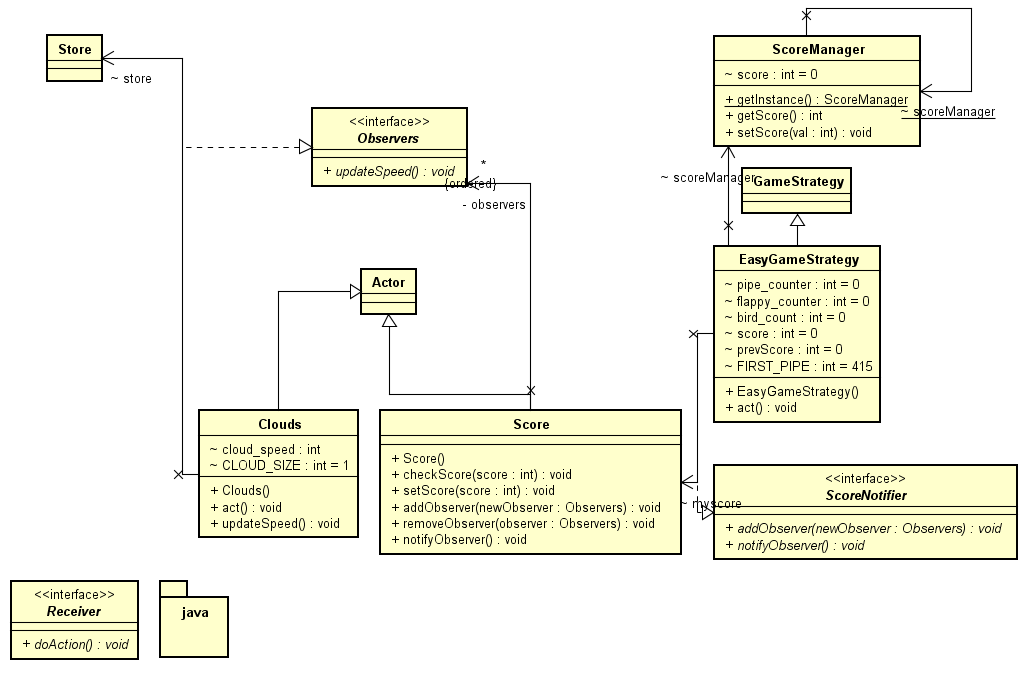 Store
~ store
<<interface>>
Observers
+ updateSpeed() : void
*
{ordered}
- observers
ScoreManager
~ score : int = 0
+ getInstance() : ScoreManager
+ getScore() : int
+ setScore(val : int) : void
~ scoreManager
~ scoreManager
GameStrategy
Actor
EasyGameStrategy
~ pipe_counter : int = 0
~ flappy_counter : int = 0
~ bird_count : int = 0
~ score : int = 0
~ prevScore : int = 0
~ FIRST_PIPE : int = 415
+ EasyGameStrategy()
+ act() : void
Clouds
~ cloud_speed : int
~ CLOUD_SIZE : int = 1
+ Clouds()
+ act() : void
+ updateSpeed() : void
Score
+ Score()
+ checkScore(score : int) : void
+ setScore(score : int) : void
+ addObserver(newObserver : Observers) : void
+ removeObserver(observer : Observers) : void
+ notifyObserver() : void
~ myscore
<<interface>>
ScoreNotifier
+ addObserver(newObserver : Observers) : void
+ notifyObserver() : void
<<interface>>
Receiver
+ doAction() : void
java